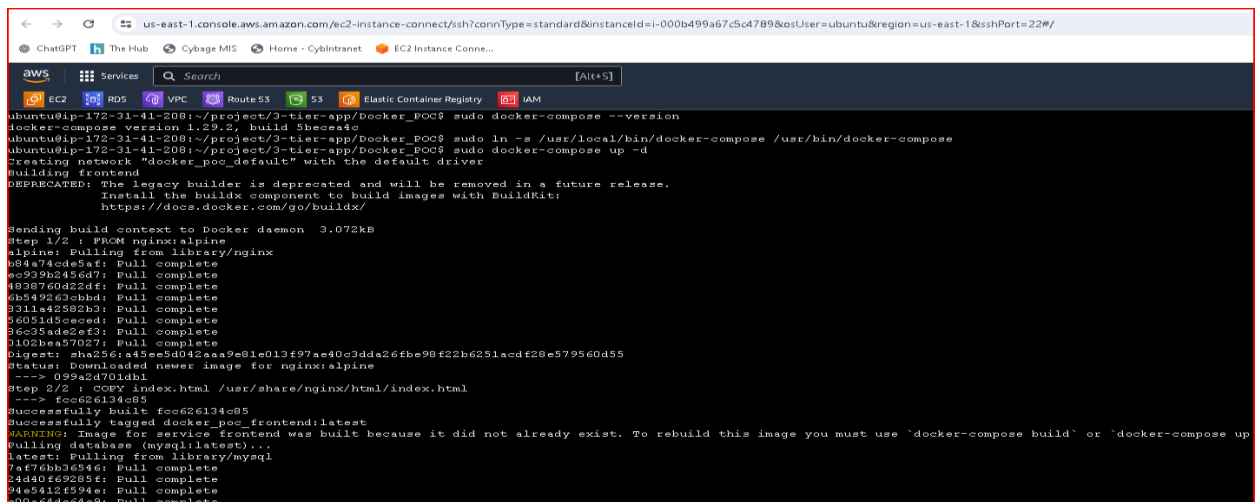 us-east-1.console.aws.amazon.com/ec2-instance-connect/ssh?connType=standard&instanceId=i-000b499a67c5c4789&osUser=ubuntu&region=us-east-1&sshPort=22#/
ChatGPT The Hub Cybage MIS Home - CybIntranet EC2 Instance Conne...
aws Services Search [Alt+S]
EC2 RDS VPC Route 53 S3 Elastic Container Registry IAM
ubuntu@ip-172-31-41-208:~/project/3-tier-app/Docker_POC$ sudo docker-compose --version
docker-compose version 1.29.2, build 5becea4c
ubuntu@ip-172-31-41-208:~/project/3-tier-app/Docker_POC$ sudo ln -s /usr/local/bin/docker-compose /usr/bin/docker-compose
ubuntu@ip-172-31-41-208:~/project/3-tier-app/Docker_POC$ sudo docker-compose up -d
Creating network "docker_poc_default" with the default driver
Building frontend
DEPRECATED: The legacy builder is deprecated and will be removed in a future release.
Install the buildx component to build images with BuildKit:
https://docs.docker.com/go/buildx/
Sending build context to Docker daemon 3.072kB
Step 1/2 : FROM nginx:alpine
alpine: Pulling from library/nginx
b84a74cde5af: Pull complete
ec939b2456d7: Pull complete
4838760d22df: Pull complete
6b549263cbbd: Pull complete
3311a42582b3: Pull complete
56051d5ceced: Pull complete
36c35ade2ef3: Pull complete
0102bea57027: Pull complete
Digest: sha256:a45ee5d042aaa9e81e013f97ae40c3dda26fbe98f22b6251acdf28e579560d55
Status: Downloaded newer image for nginx:alpine
---> 099a2d701db1
Step 2/2 : COPY index.html /usr/share/nginx/html/index.html
---> fcc626134c85
Successfully built fcc626134c85
Successfully tagged docker_poc_frontend:latest
WARNING: Image for service frontend was built because it did not already exist. To rebuild this image you must use `docker-compose build` or `docker-compose up
Pulling database (mysql:latest)...
latest: Pulling from library/mysql
7af76bb36546: Pull complete
24d40f69285f: Pull complete
94e5412f594e: Pull complete
Pull complete